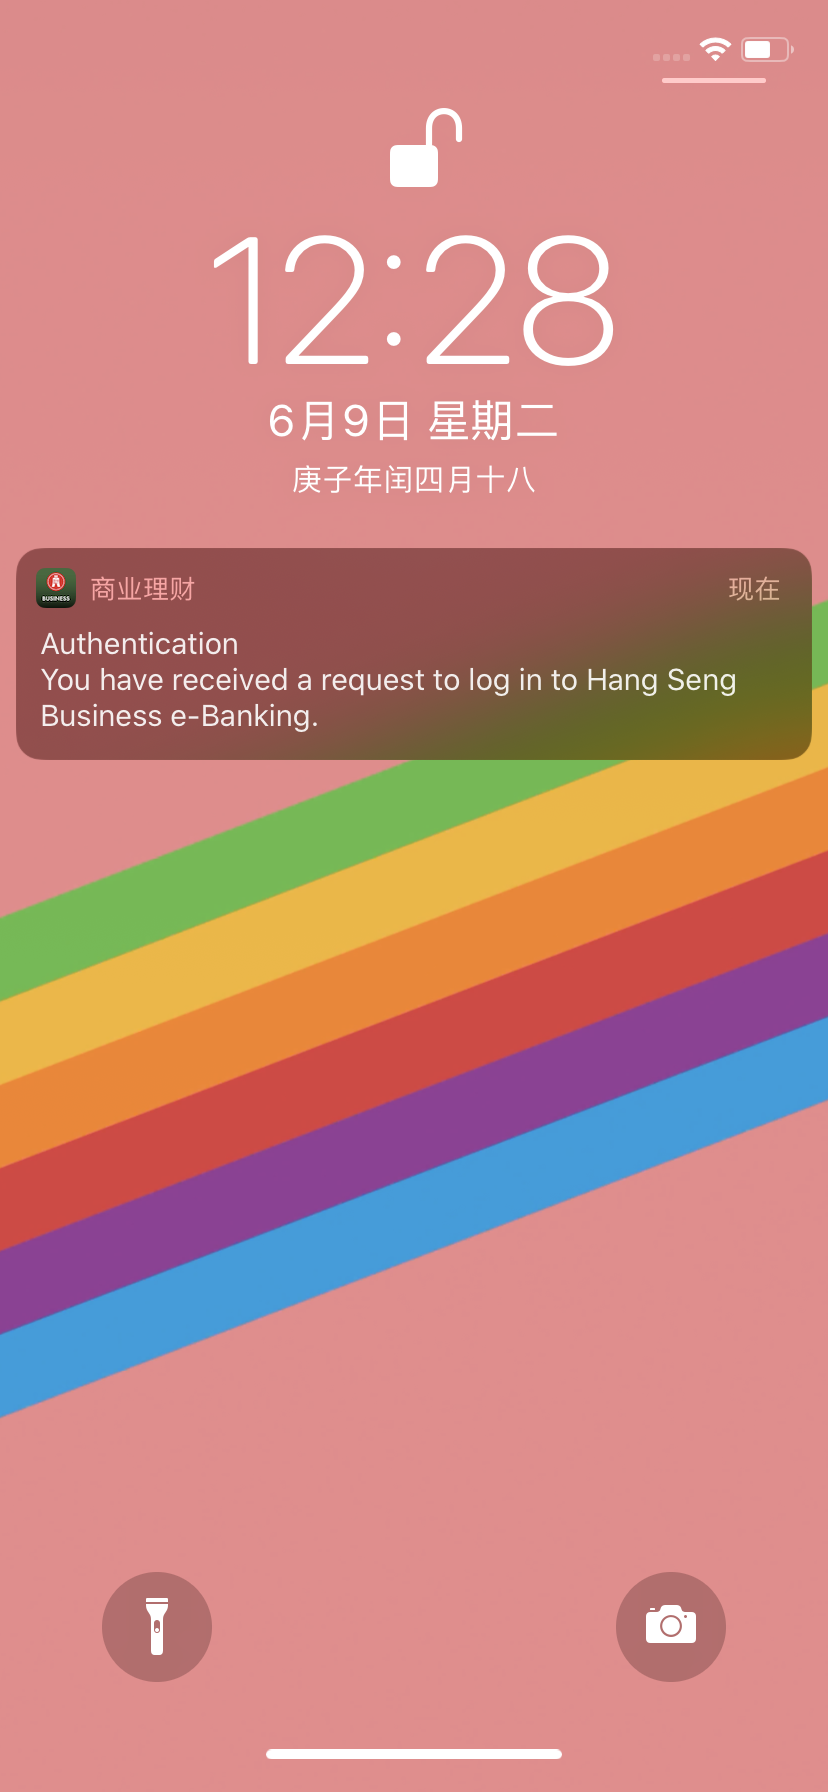 12:28
6月9日 星期二
庚子年闰四月十八
BUSINESS
商业理财 现在
Authentication
You have received a request to log in to Hang Seng
Business e-Banking.